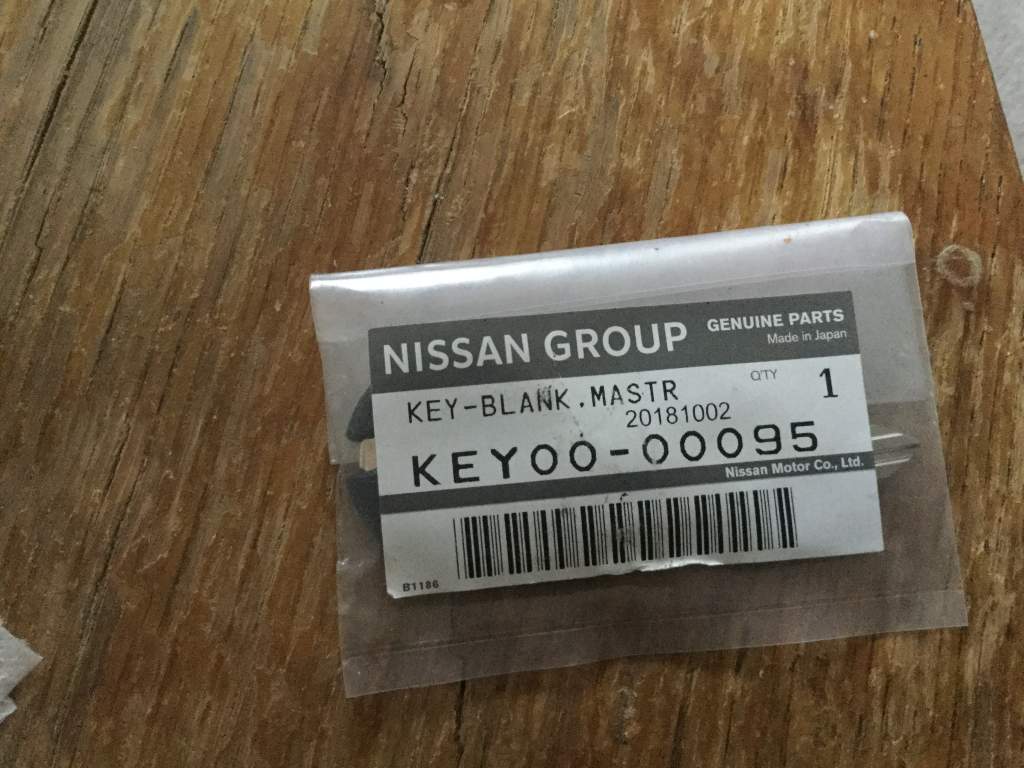 NISSAN GROUP
GENUINE PARTS
Made in Japan
KEY-BLANK.MASTR
Q'TY
1
20181002
KEY00-00095
Nissan Motor Co., Ltd.
B1186